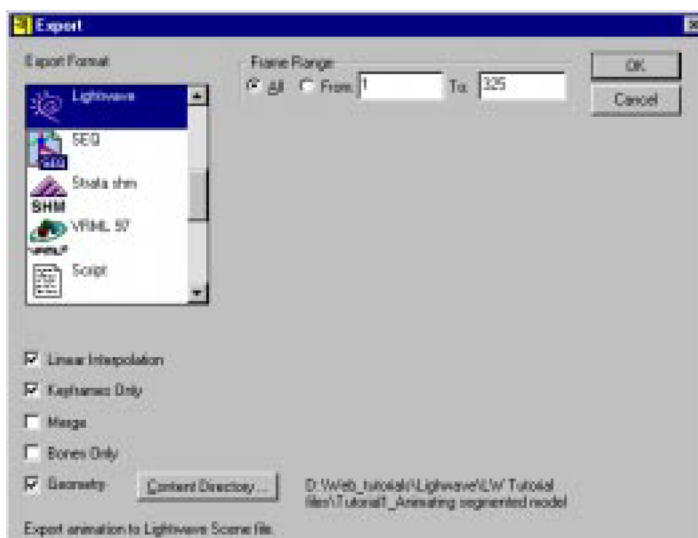 Export
Export Format
Lightwave
SEQ
SEQ
Strata shm
SHM
VRML 97
Script
Frame Range
All From: 1 To: 325
OK
Cancel
Linear Interpolation
Keyframes Only
Merge
Bones Only
Geometry
Content Directory...
D:\Web_tutorials\Lighwave\LW Tutorial
files\Tutorial1_Animating segmented model
Export animation to Lightwave Scene file.